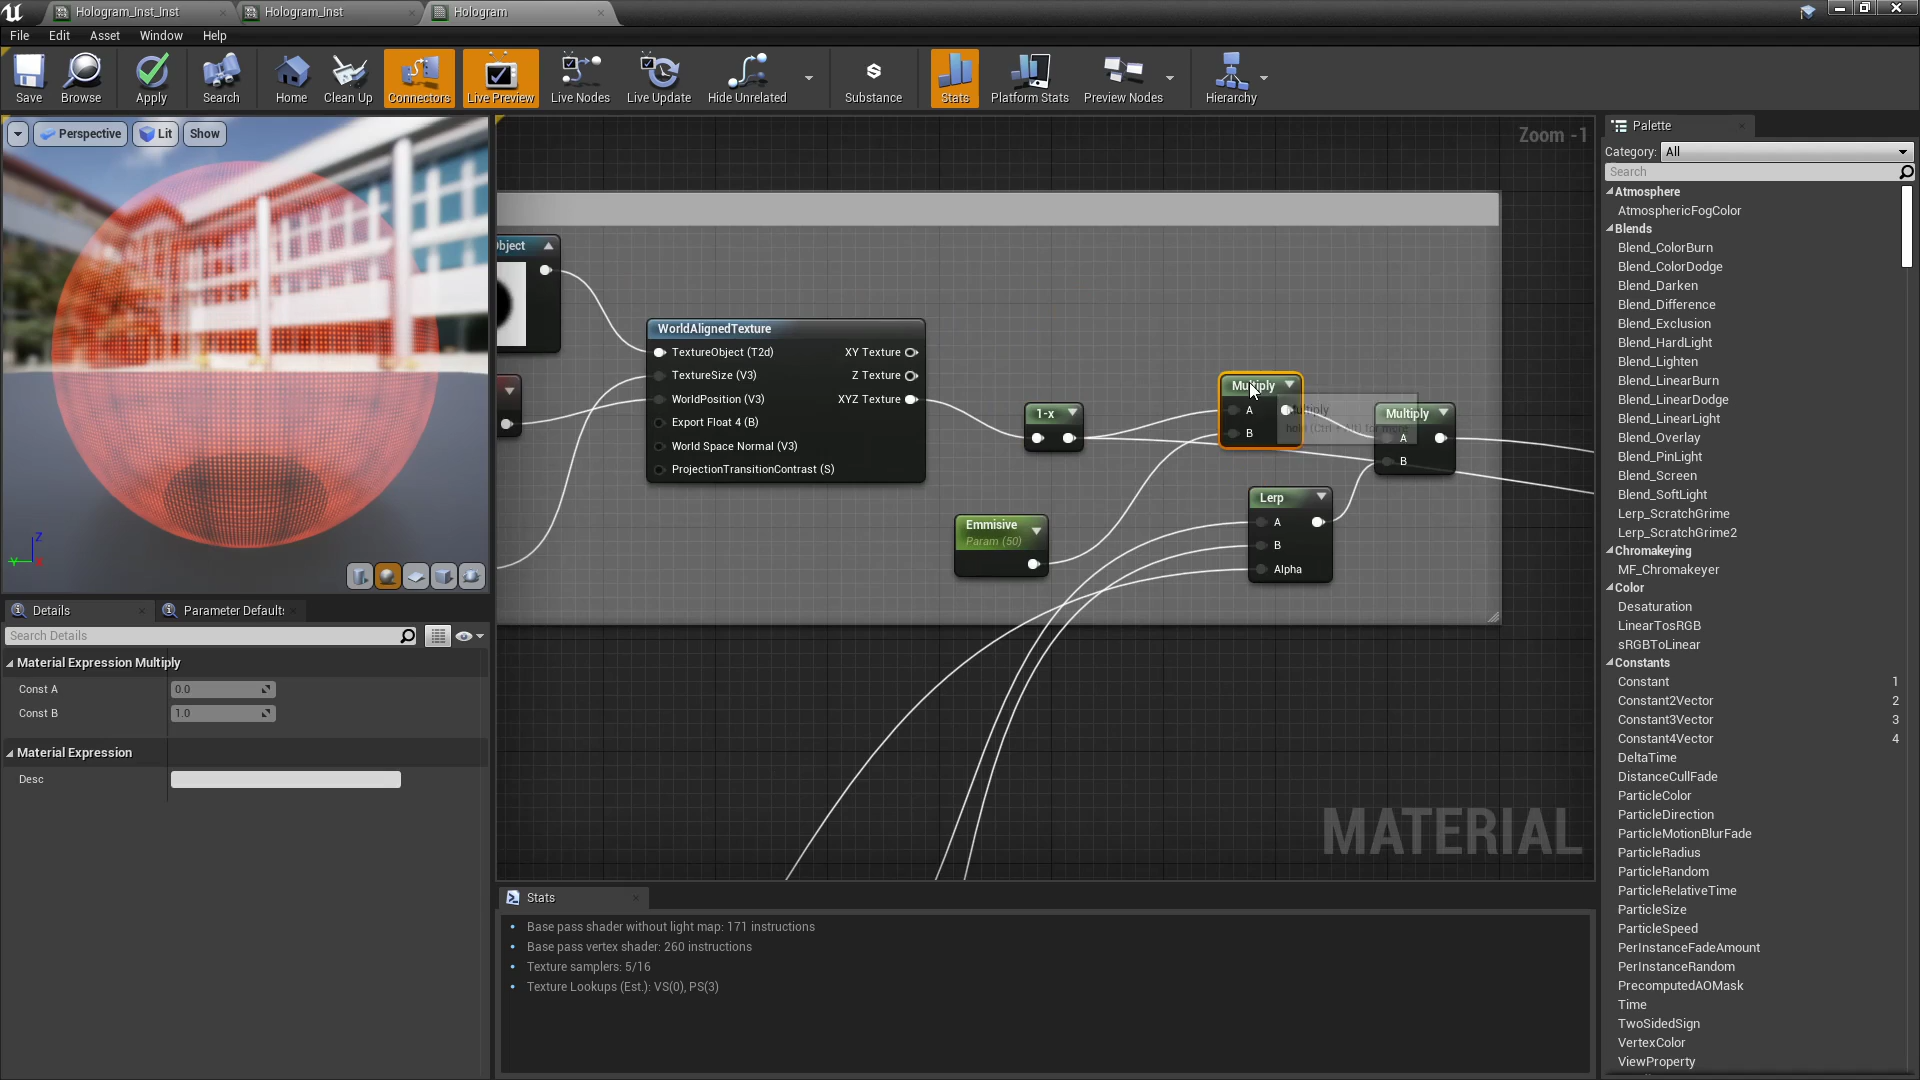 Hologram_Inst_Inst
Hologram_Inst
Hologram
File Edit Asset Window Help
Save
Browse
Apply
Search
Home
Clean Up
Connectors
Live Preview
Live Nodes
Live Update
Hide Unrelated
Substance
Stats
Platform Stats
Preview Nodes
Hierarchy
Perspective
Lit
Show
Z
Y
Zoom -1
bject
WorldAlignedTexture
TextureObject (T2d)
TextureSize (V3)
WorldPosition (V3)
Export Float 4 (B)
World Space Normal (V3)
ProjectionTransitionContrast (S)
XY Texture
Z Texture
XYZ Texture
1-x
Emmisive
Param (50)
Multiply
A
B
Multiply
hold (Ctrl + Alt) for more
Multiply
A
B
Lerp
A
B
Alpha
MATERIAL
Details
Parameter Defaults
Search Details
Material Expression Multiply
Const A 0.0
Const B 1.0
Material Expression
Desc
Stats
Base pass shader without light map: 171 instructions
Base pass vertex shader: 260 instructions
Texture samplers: 5/16
Texture Lookups (Est.): VS(0), PS(3)
Palette
Category: All
Search
Atmosphere
AtmosphericFogColor
Blends
Blend_ColorBurn
Blend_ColorDodge
Blend_Darken
Blend_Difference
Blend_Exclusion
Blend_HardLight
Blend_Lighten
Blend_LinearBurn
Blend_LinearDodge
Blend_LinearLight
Blend_Overlay
Blend_PinLight
Blend_Screen
Blend_SoftLight
Lerp_ScratchGrime
Lerp_ScratchGrime2
Chromakeying
MF_Chromakeyer
Color
Desaturation
LinearTosRGB
sRGBToLinear
Constants
Constant 1
Constant2Vector 2
Constant3Vector 3
Constant4Vector 4
DeltaTime
DistanceCullFade
ParticleColor
ParticleDirection
ParticleMotionBlurFade
ParticleRadius
ParticleRandom
ParticleRelativeTime
ParticleSize
ParticleSpeed
PerInstanceFadeAmount
PerInstanceRandom
PrecomputedAOMask
Time
TwoSidedSign
VertexColor
ViewProperty